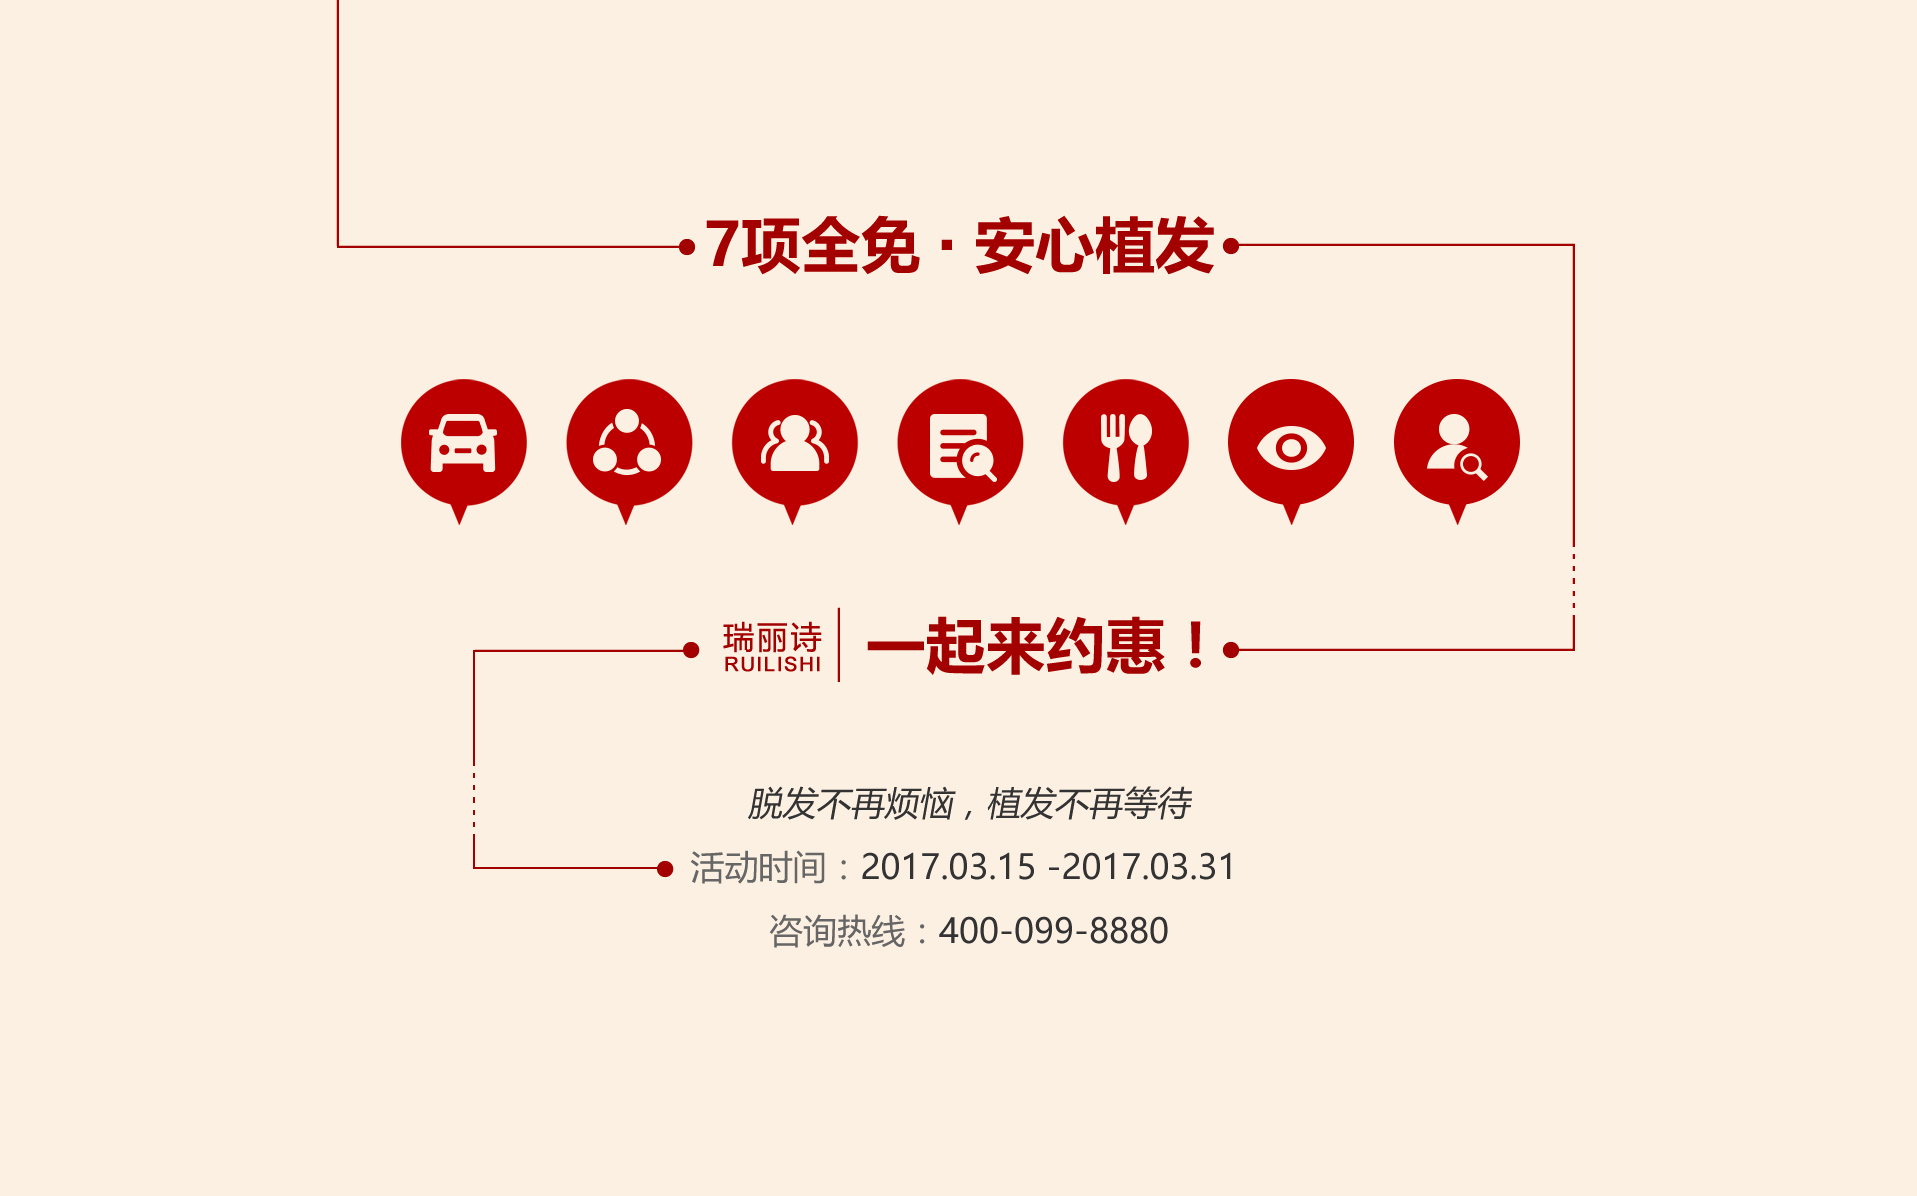 7项全免·安心植发
瑞丽诗
RUILISHI
一起来约惠！
脱发不再烦恼，植发不再等待
活动时间：2017.03.15 -2017.03.31
咨询热线：400-099-8880